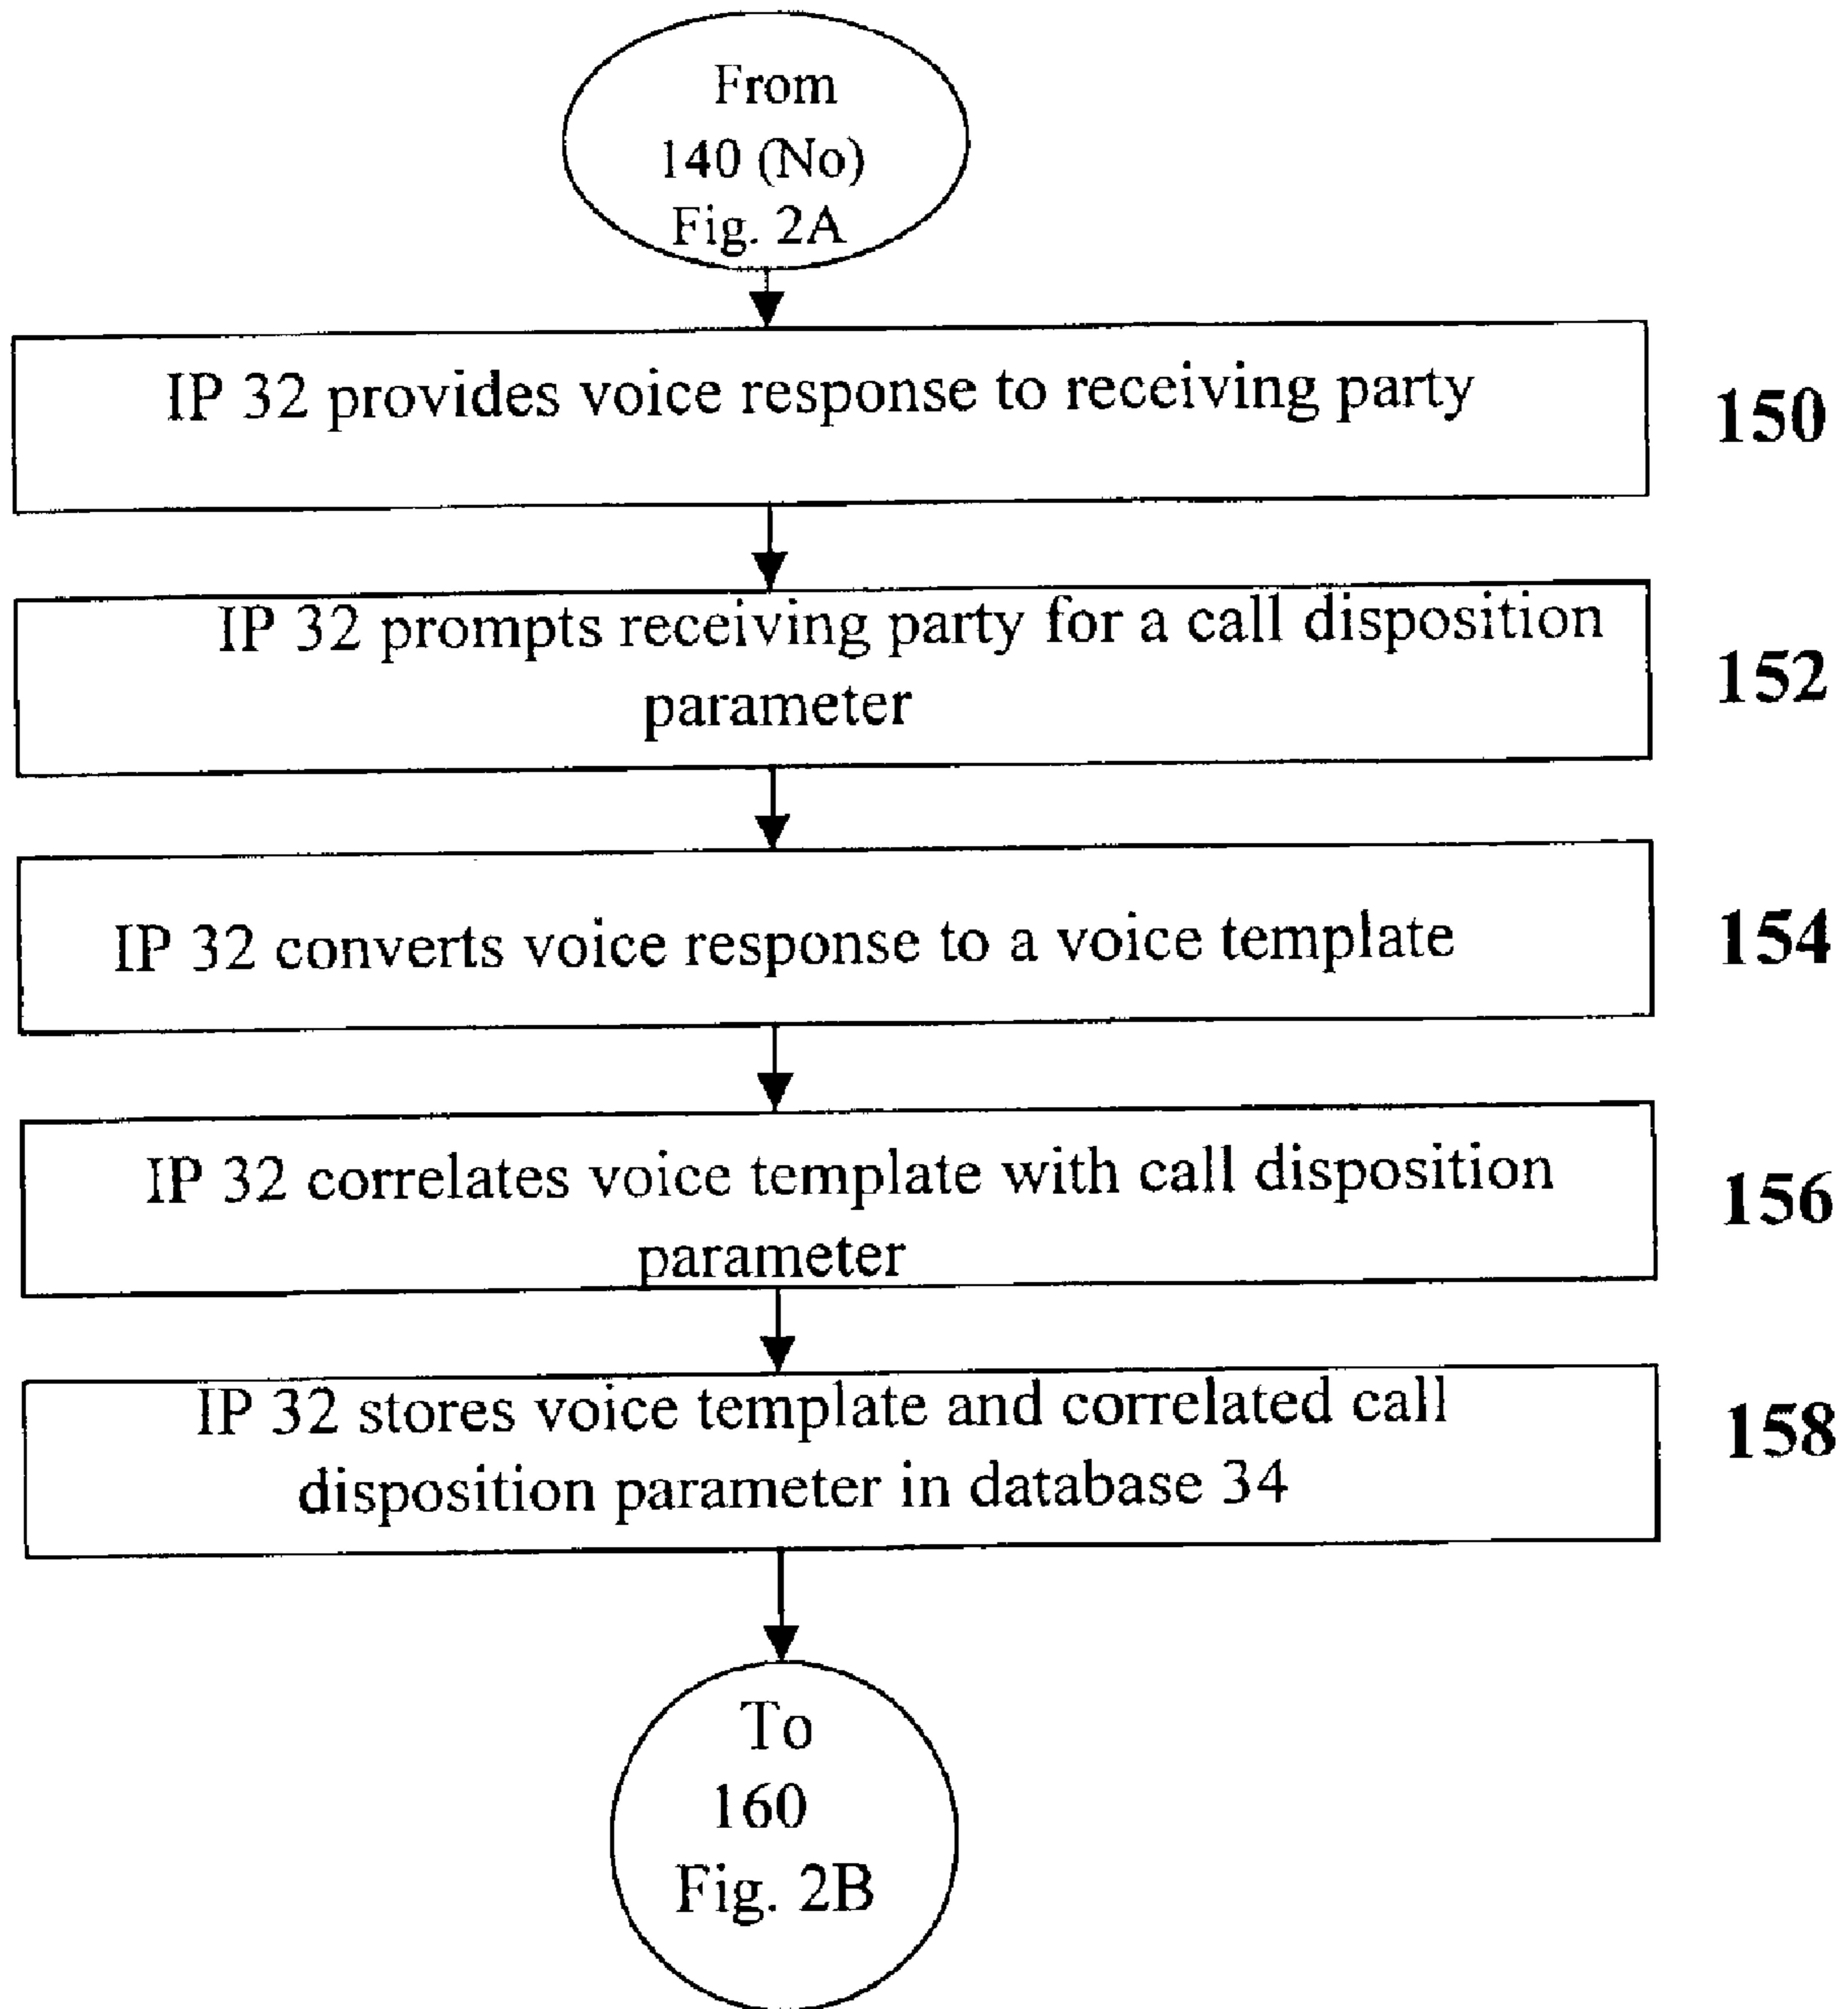 From
140 (No)
Fig. 2A
IP 32 provides voice response to receiving party
150
IP 32 prompts receiving party for a call disposition
parameter
152
IP 32 converts voice response to a voice template
154
IP 32 correlates voice template with call disposition
parameter
156
IP 32 stores voice template and correlated call
disposition parameter in database 34
158
To
160
Fig. 2B